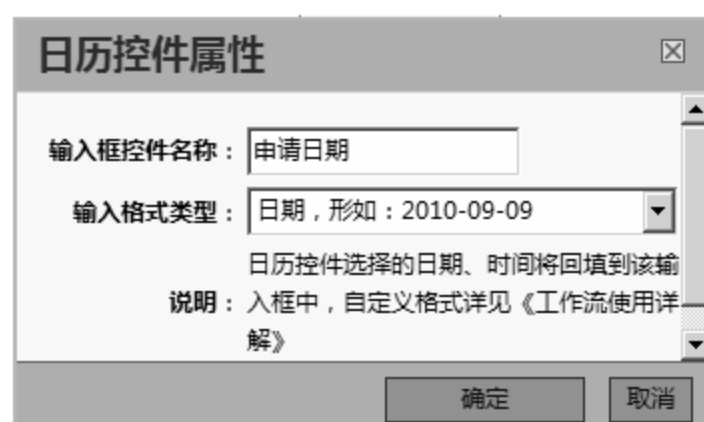 日历控件属性
输入框控件名称：申请日期
输入格式类型：日期，形如：2010-09-09
日历控件选择的日期、时间将回填到该输
说明：入框中，自定义格式详见《工作流使用详
解》
确定 取消